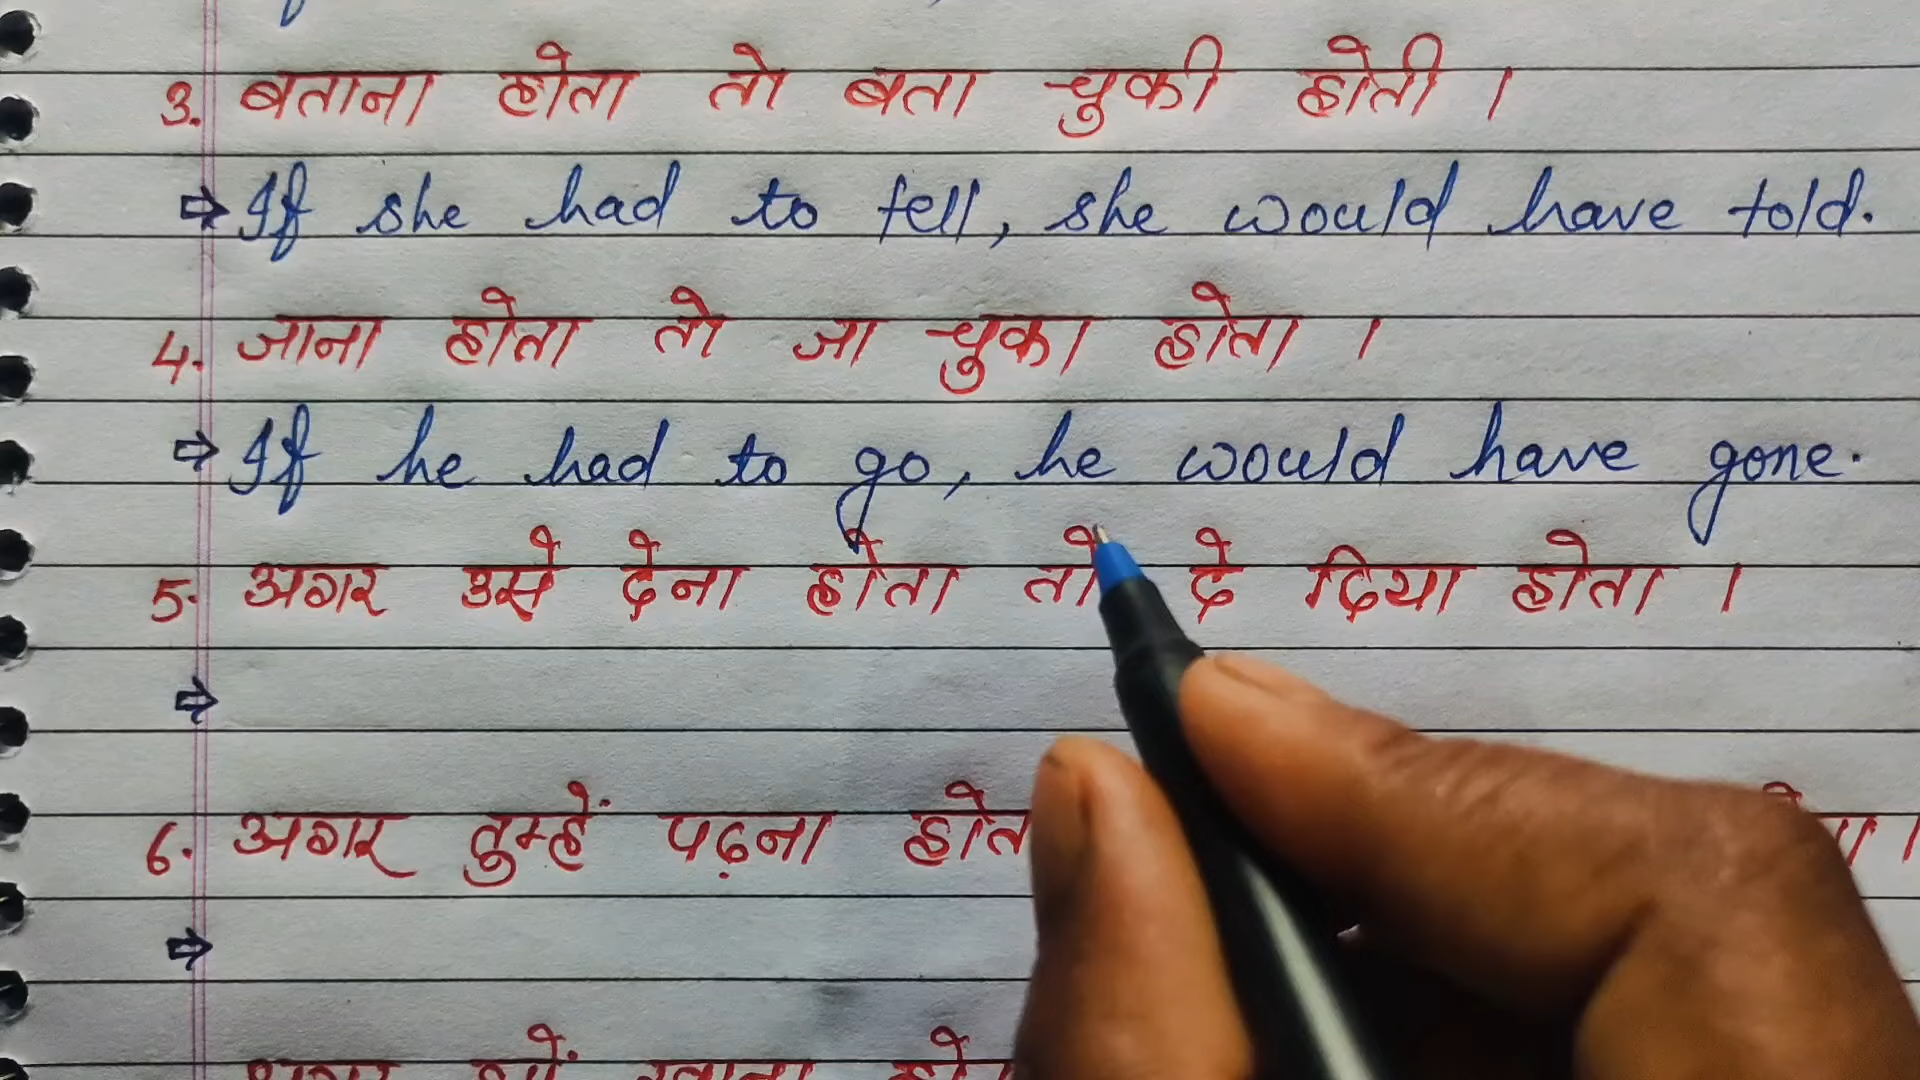 3. बताना होता तो बता चुकी होती ।
⇨ If she had to tell, she would have told.
4. जाना होता तो जा चुका होता ।
⇨ If he had to go, he would have gone.
5. अगर उसे देना होता तो दे दिया होता ।
⇨
6. अगर तुम्हें पढ़ना ।
⇨